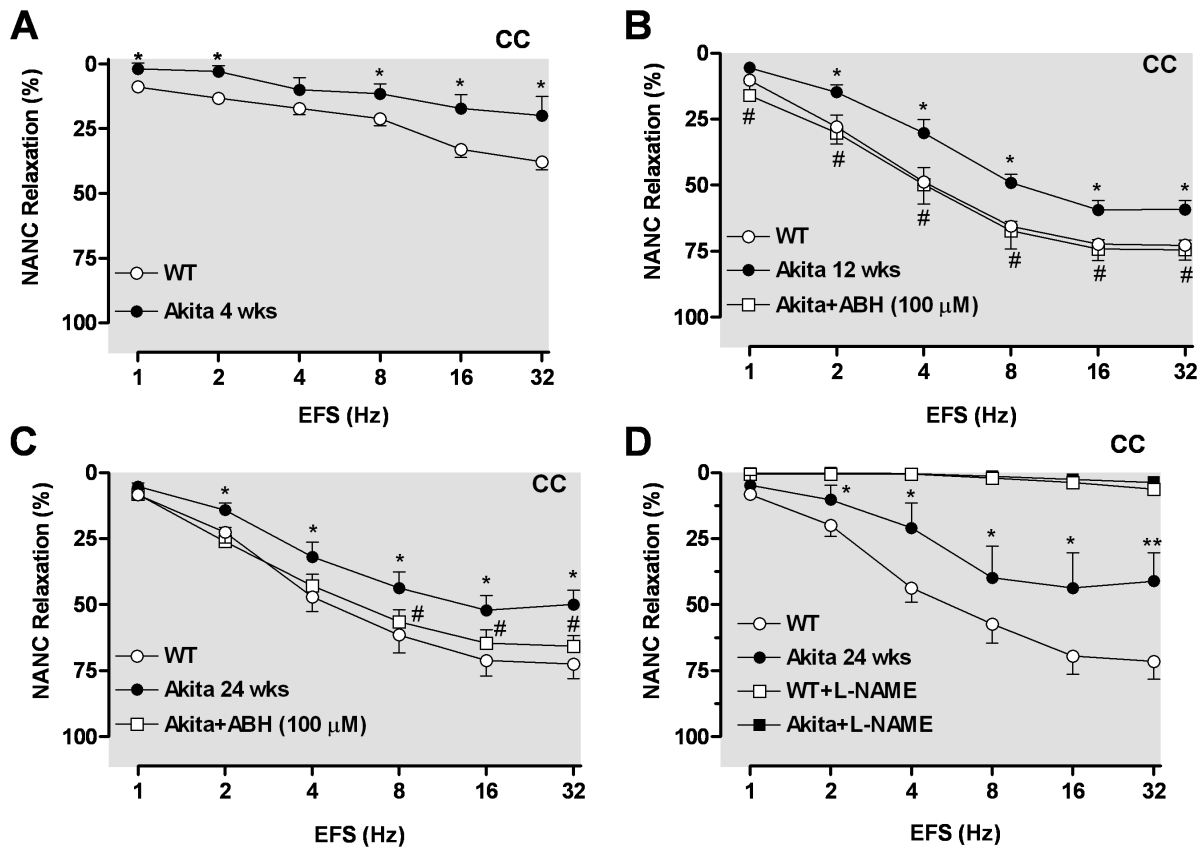 A
CC
NANC Relaxation (%)
0
25
50
75
100
* * * * *
WT
Akita 4 wks
1 2 4 8 16 32
EFS (Hz)
B
CC
NANC Relaxation (%)
0
25
50
75
100
* * * * *
# # # # # #
WT
Akita 12 wks
Akita+ABH (100 μM)
1 2 4 8 16 32
EFS (Hz)
C
CC
NANC Relaxation (%)
0
25
50
75
100
* * * * *
# # #
WT
Akita 24 wks
Akita+ABH (100 μM)
1 2 4 8 16 32
EFS (Hz)
D
CC
NANC Relaxation (%)
0
25
50
75
100
* * * * **
WT
Akita 24 wks
WT+L-NAME
Akita+L-NAME
1 2 4 8 16 32
EFS (Hz)